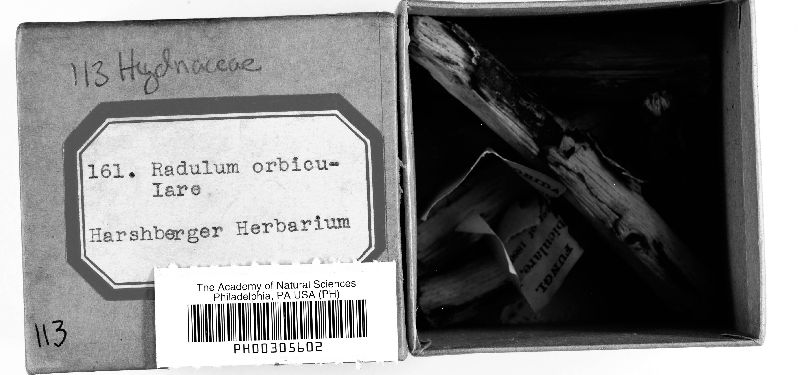 113 Hydnaceae
161. Radulum orbicu-
lare
Harshberger Herbarium
The Academy of Natural Sciences
Philadelphia, PA USA (PH)
PH00305602
113
FUNGI